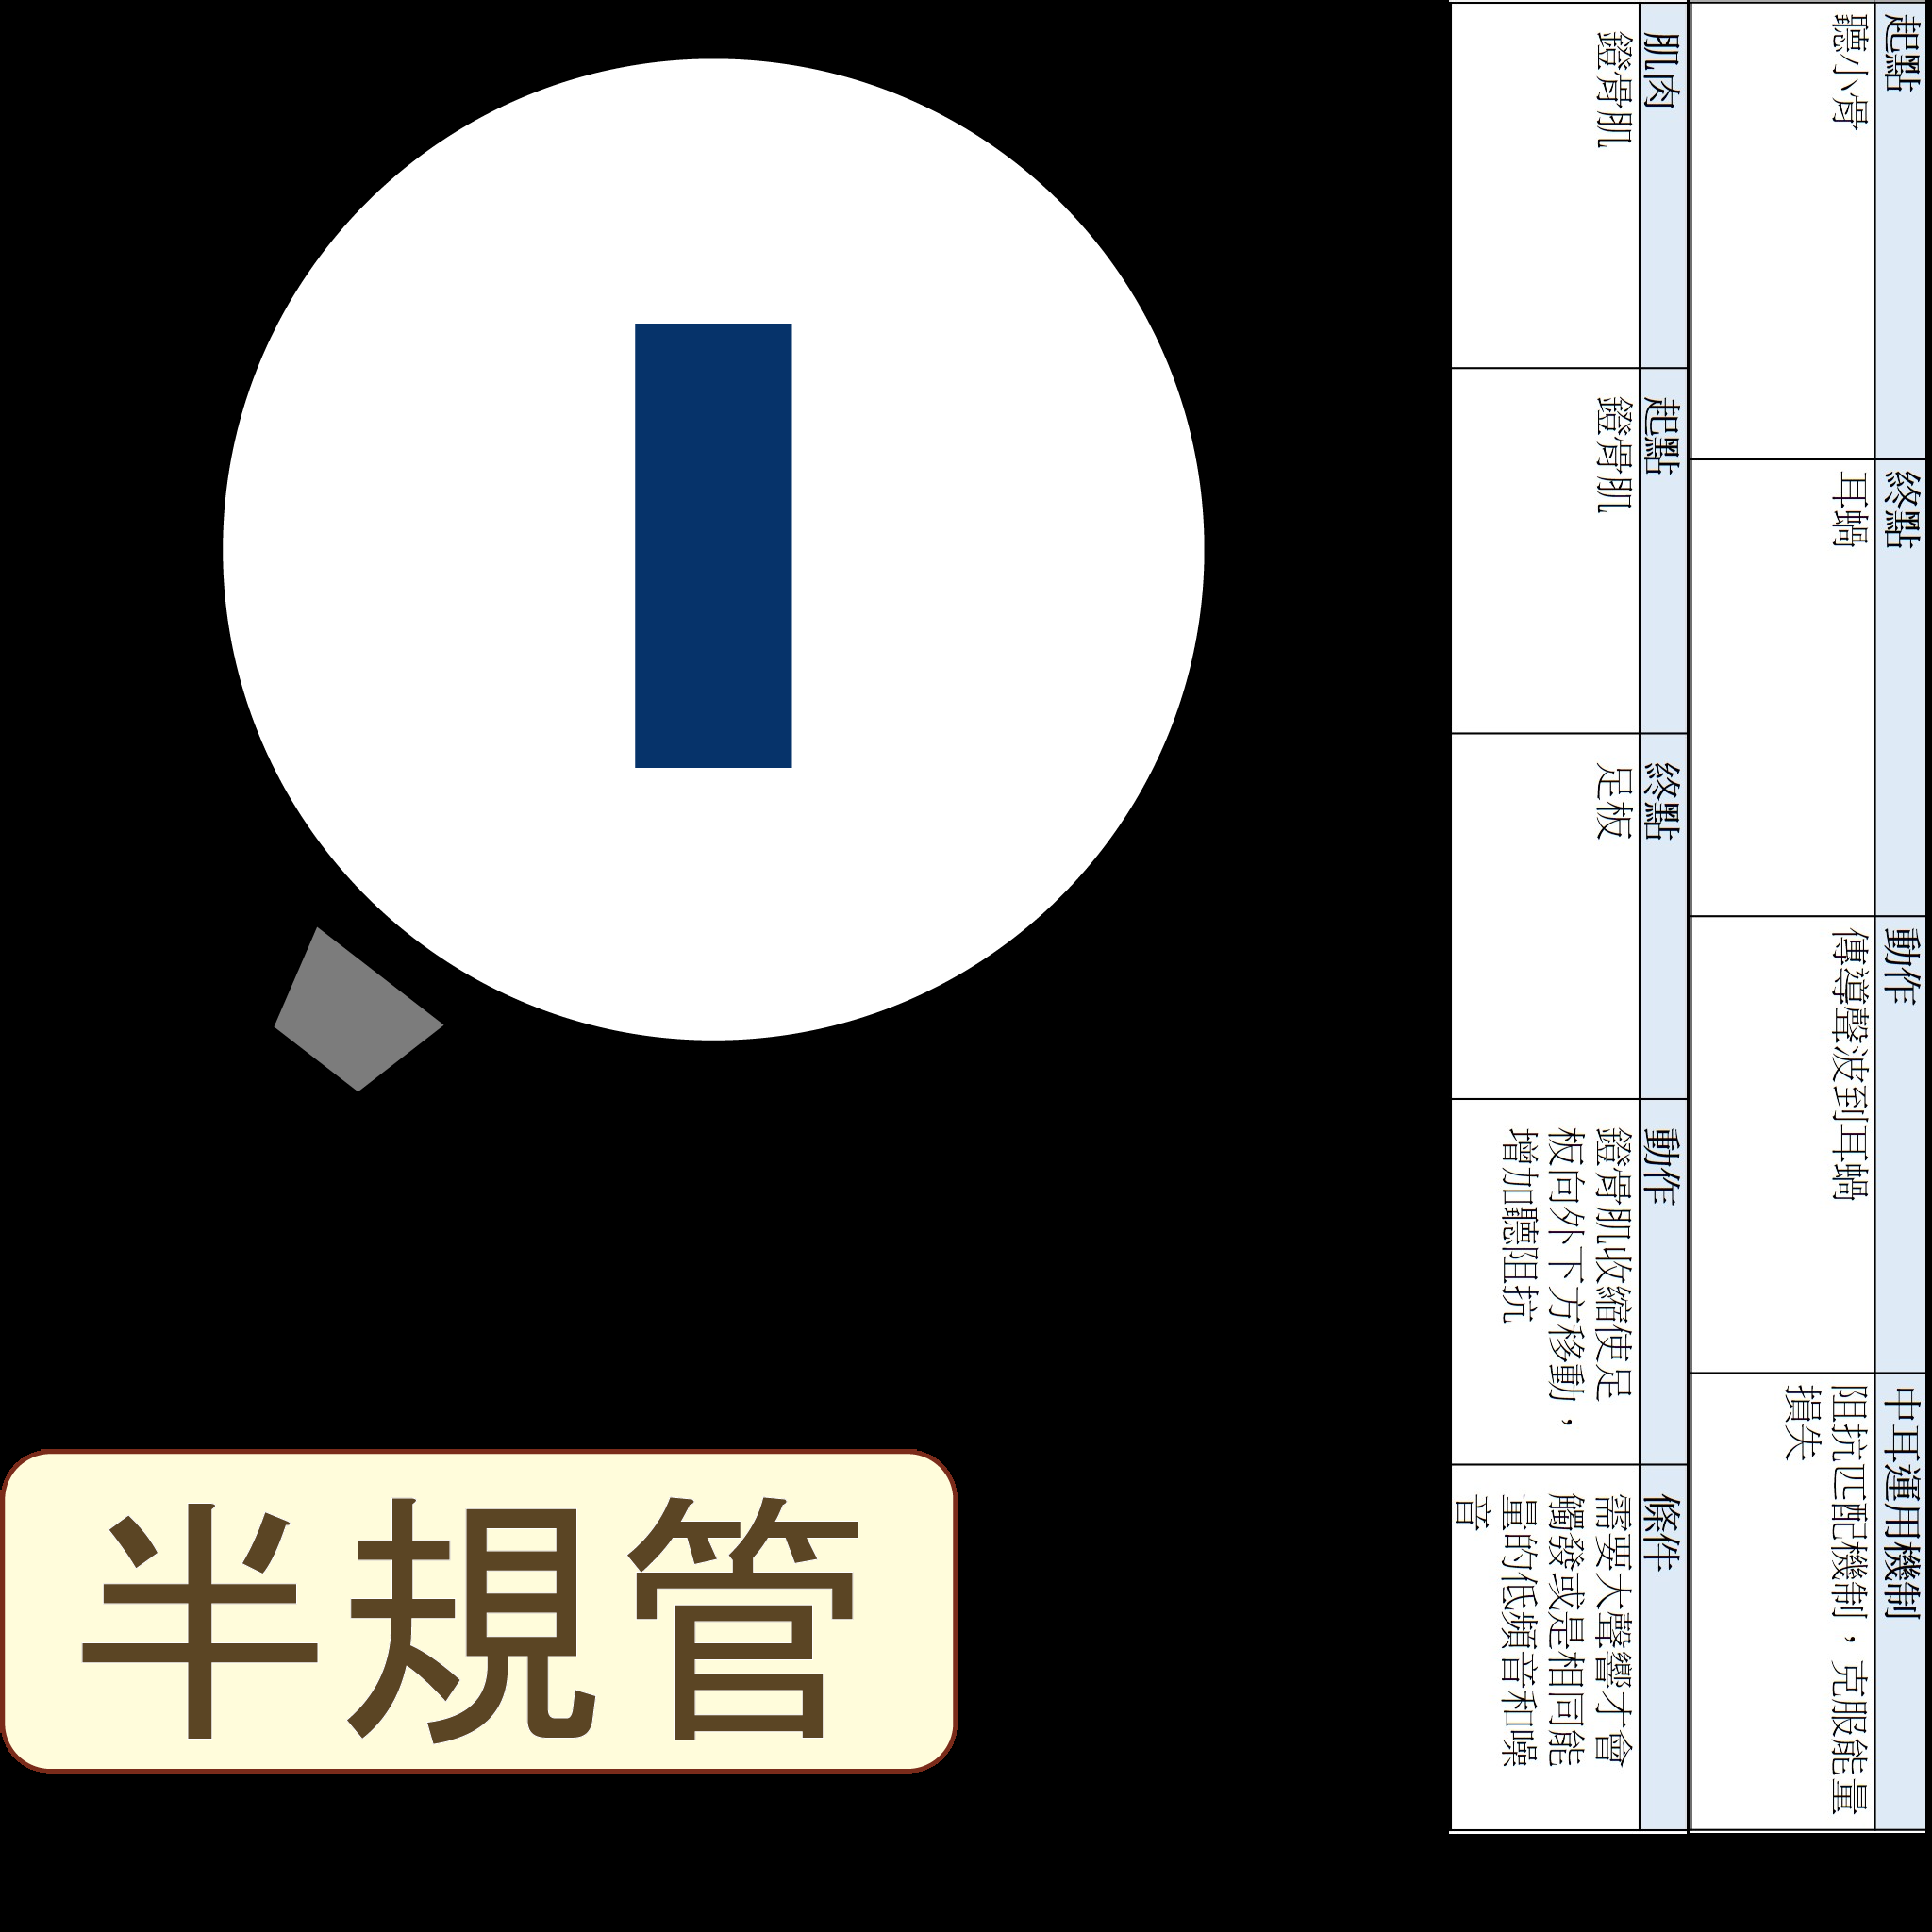 起點
聽小骨
終點
耳蝸
動作
傳導聲波到耳蝸
中耳運用機制
阻抗匹配機制，克服能量
損失
肌肉
鐙骨肌
起點
鐙骨肌
終點
足板
動作
鐙骨肌收縮使足
板向外下方移動，
增加聽阻抗
條件
需要大聲響才會
觸發或是相同能
量的低頻音和噪
音
半規管